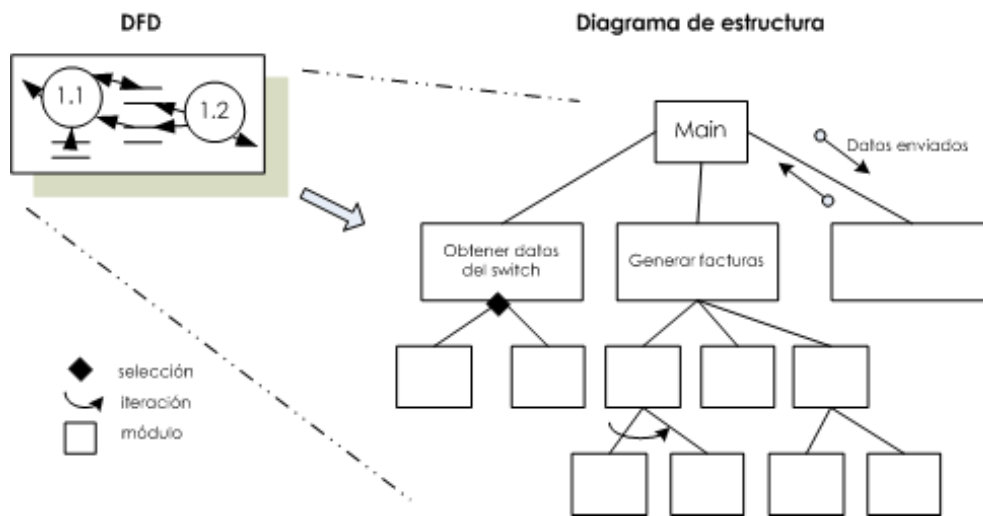 DFD
Diagrama de estructura
1.1
1.2
Main
Datos enviados
Obtener datos
del switch
Generar facturas
selección
iteración
módulo